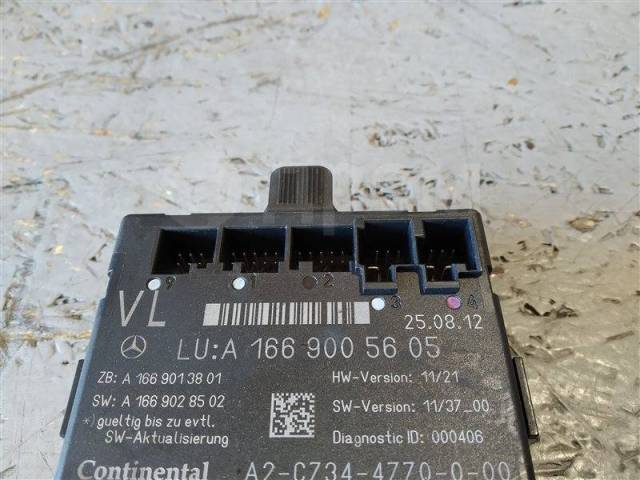 9 1 2 3 4
VL
25.08.12
LU:A 166 900 56 05
ZB: A 166 901 38 01
HW-Version: 11/21
SW: A 166 902 85 02
SW-Version: 11/37_00
*)gueltig bis zu evtl.
SW-Aktualisierung
Diagnostic ID: 000406
Continental A2-C734-4770-0-00